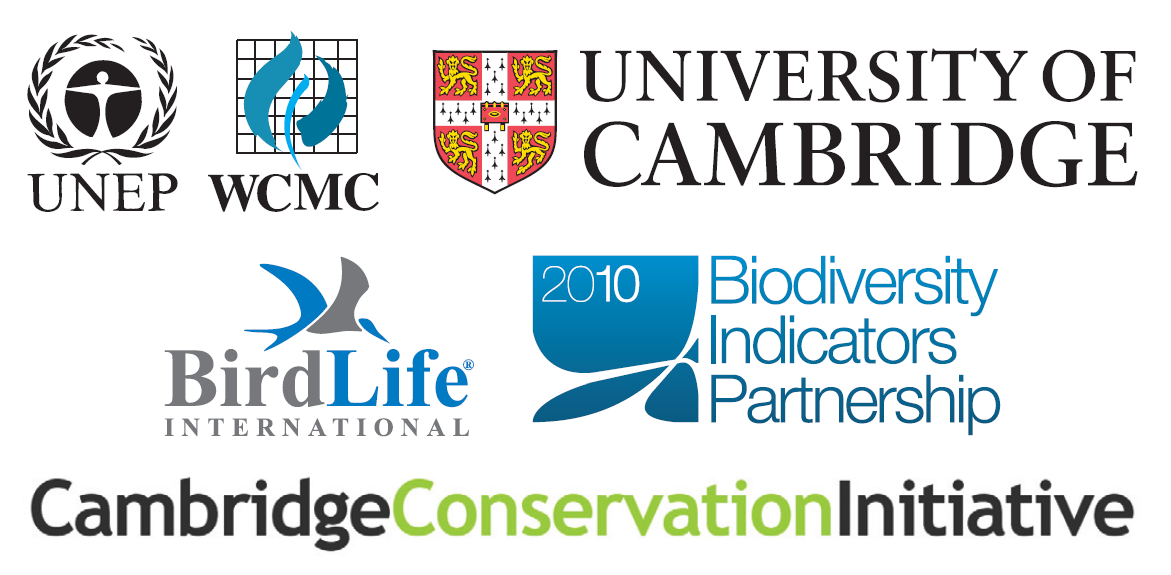 UNEP
WCMC
UNIVERSITY OF
CAMBRIDGE
BirdLife®
INTERNATIONAL
2010
Biodiversity
Indicators
Partnership
CambridgeConservationInitiative